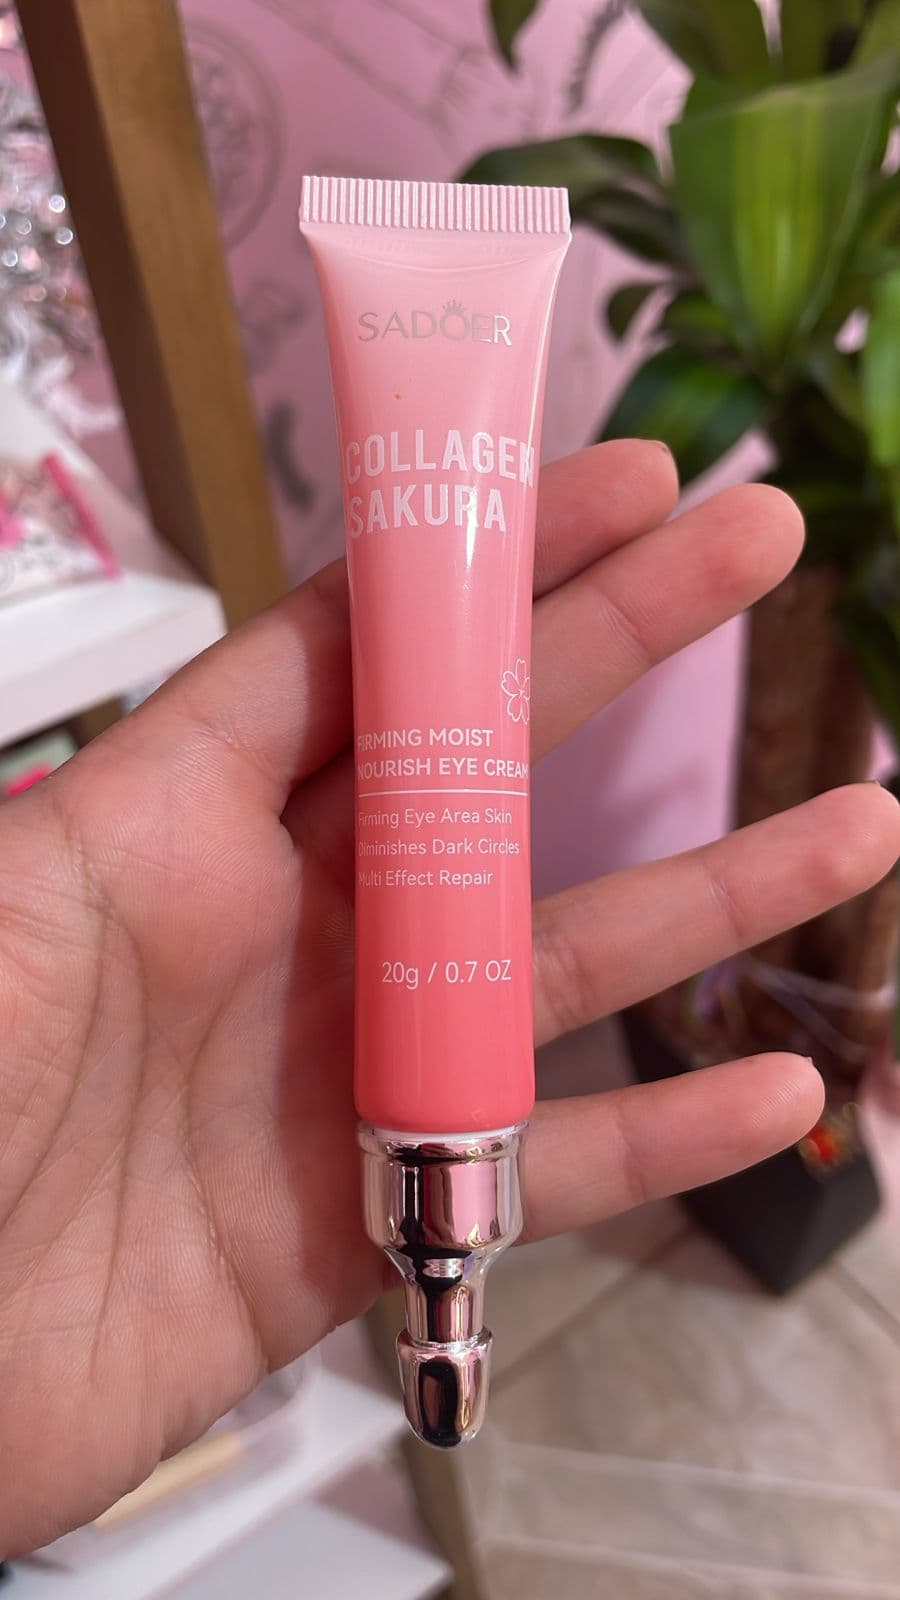 SADOER
COLLAGEN
SAKURA
FIRMING MOIST
NOURISH EYE CREAM
Firming Eye Area Skin
Diminishes Dark Circles
Multi Effect Repair
20g / 0.7 OZ